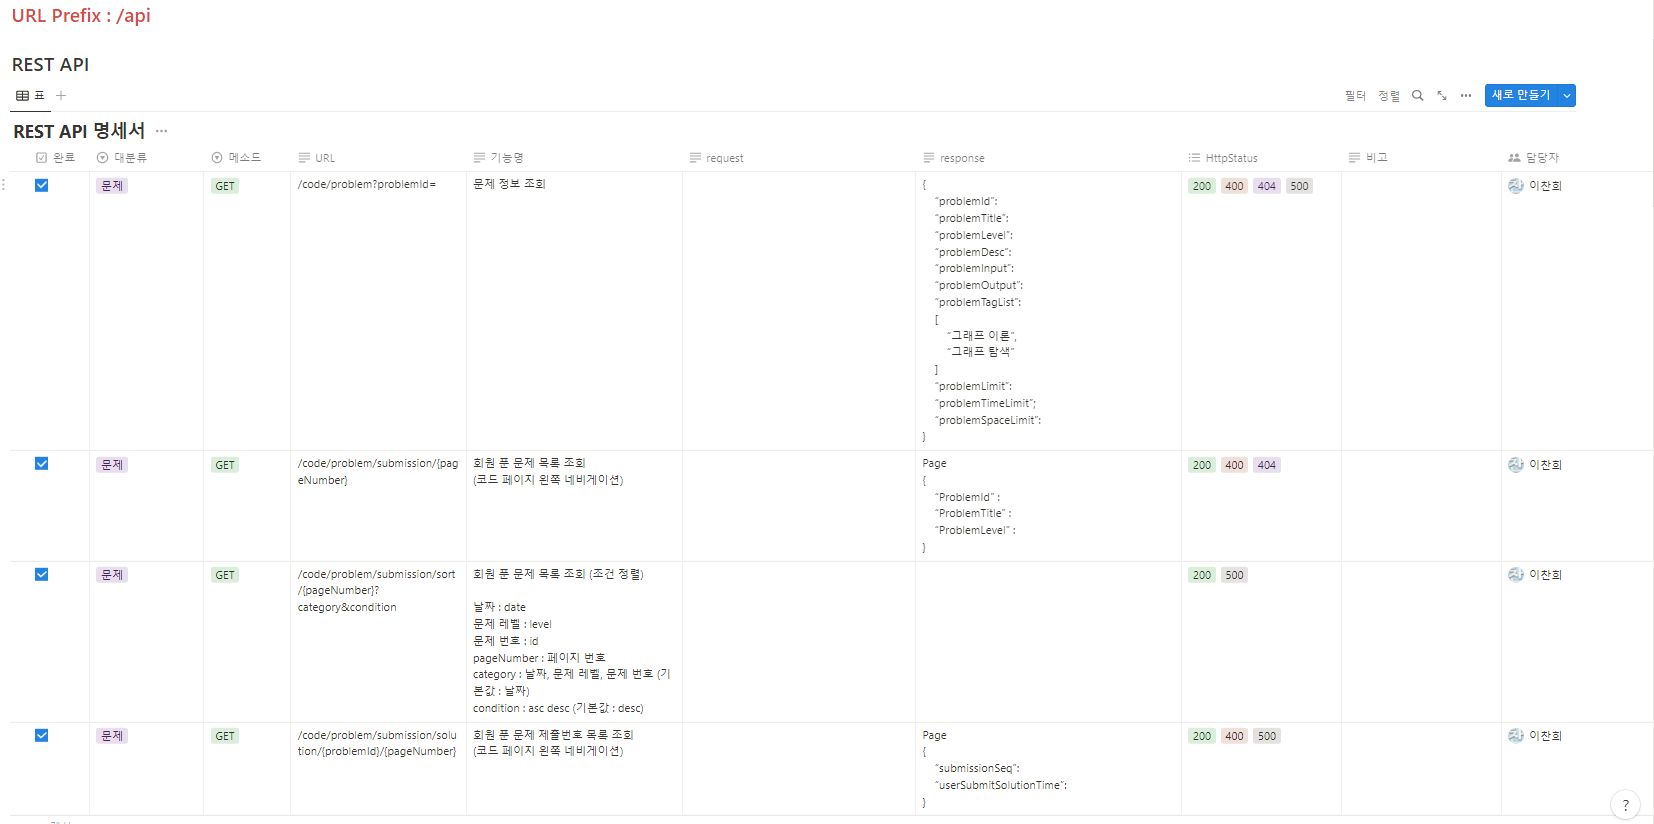 URL Prefix : /api
REST API
표
필터 정렬 새로 만들기
REST API 명세서 ...
완료 대분류 메소드 URL 기능명 request response HttpStatus 비고 담당자
문제 GET /code/problem?problemId= 문제 정보 조회
{
"problemId":
"problemTitle":
"problemLevel":
"problemDesc":
"problemInput":
"problemOutput":
"problemTagList":
[
"그래프 이론",
"그래프 탐색"
]
"problemLimit":
"problemTimeLimit";
"problemSpaceLimit":
}
200 400 404 500 이찬희
문제 GET /code/problem/submission/{pag
eNumber}
회원 푼 문제 목록 조회
(코드 페이지 왼쪽 네비게이션)
Page
{
"ProblemId" :
"ProblemTitle" :
"ProblemLevel" :
}
200 400 404 이찬희
문제 GET /code/problem/submission/sort
/{pageNumber}?
category&condition
회원 푼 문제 목록 조회 (조건 정렬)
날짜 : date
문제 레벨 : level
문제 번호 : id
pageNumber : 페이지 번호
category : 날짜, 문제 레벨, 문제 번호 (기
본값 : 날짜)
condition : asc desc (기본값 : desc)
200 500 이찬희
문제 GET /code/problem/submission/solu
tion/{problemId}/{pageNumber}
회원 푼 문제 제출번호 목록 조회
(코드 페이지 왼쪽 네비게이션)
Page
{
"submissionSeq":
"userSubmitSolutionTime":
}
200 400 500 이찬희
?